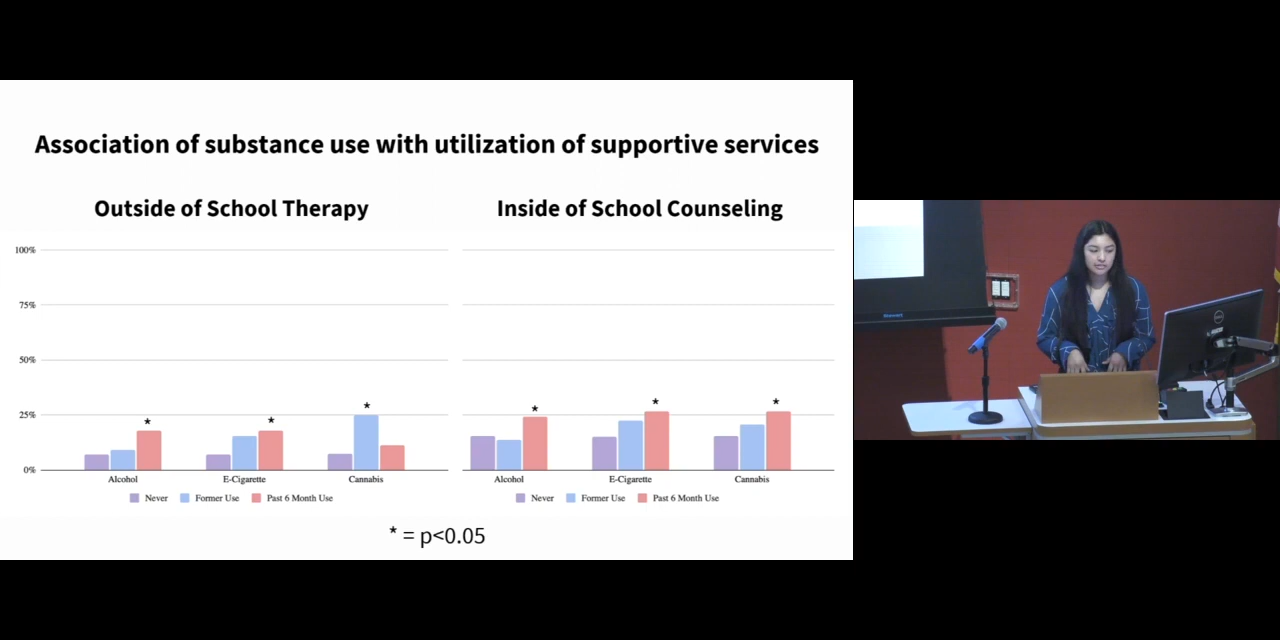 Association of substance use with utilization of supportive services
Outside of School Therapy
100%
75%
50%
25%
0%
*
*
*
Alcohol
E-Cigarette
Cannabis
Never
Former Use
Past 6 Month Use
Inside of School Counseling
*
*
*
Alcohol
E-Cigarette
Cannabis
Never
Former Use
Past 6 Month Use
* = p<0.05
DELL